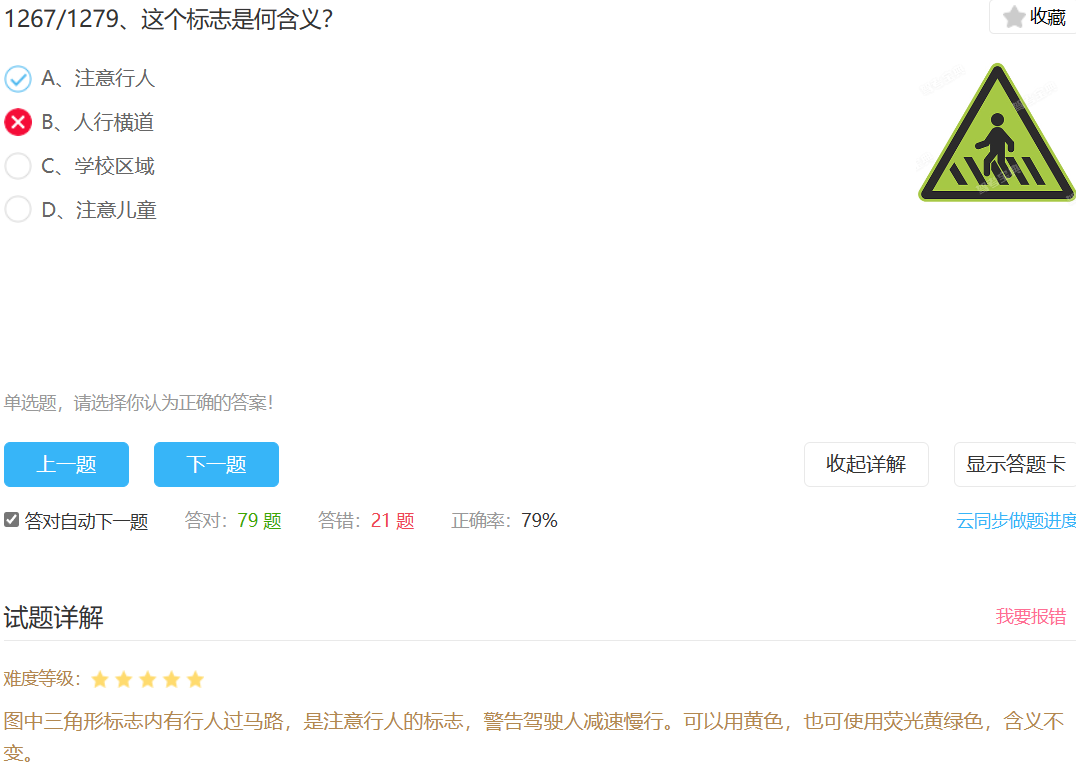 1267/1279、这个标志是何含义？
收藏
A、注意行人
B、人行横道
C、学校区域
D、注意儿童
单选题，请选择你认为正确的答案！
上一题 下一题 收起详解 显示答题卡
答对自动下一题 答对：79 题 答错：21 题 正确率：79% 云同步做题进度
试题详解 我要报错
难度等级：
图中三角形标志内有行人过马路，是注意行人的标志，警告驾驶人减速慢行。可以用黄色，也可使用荧光黄绿色，含义不
变。